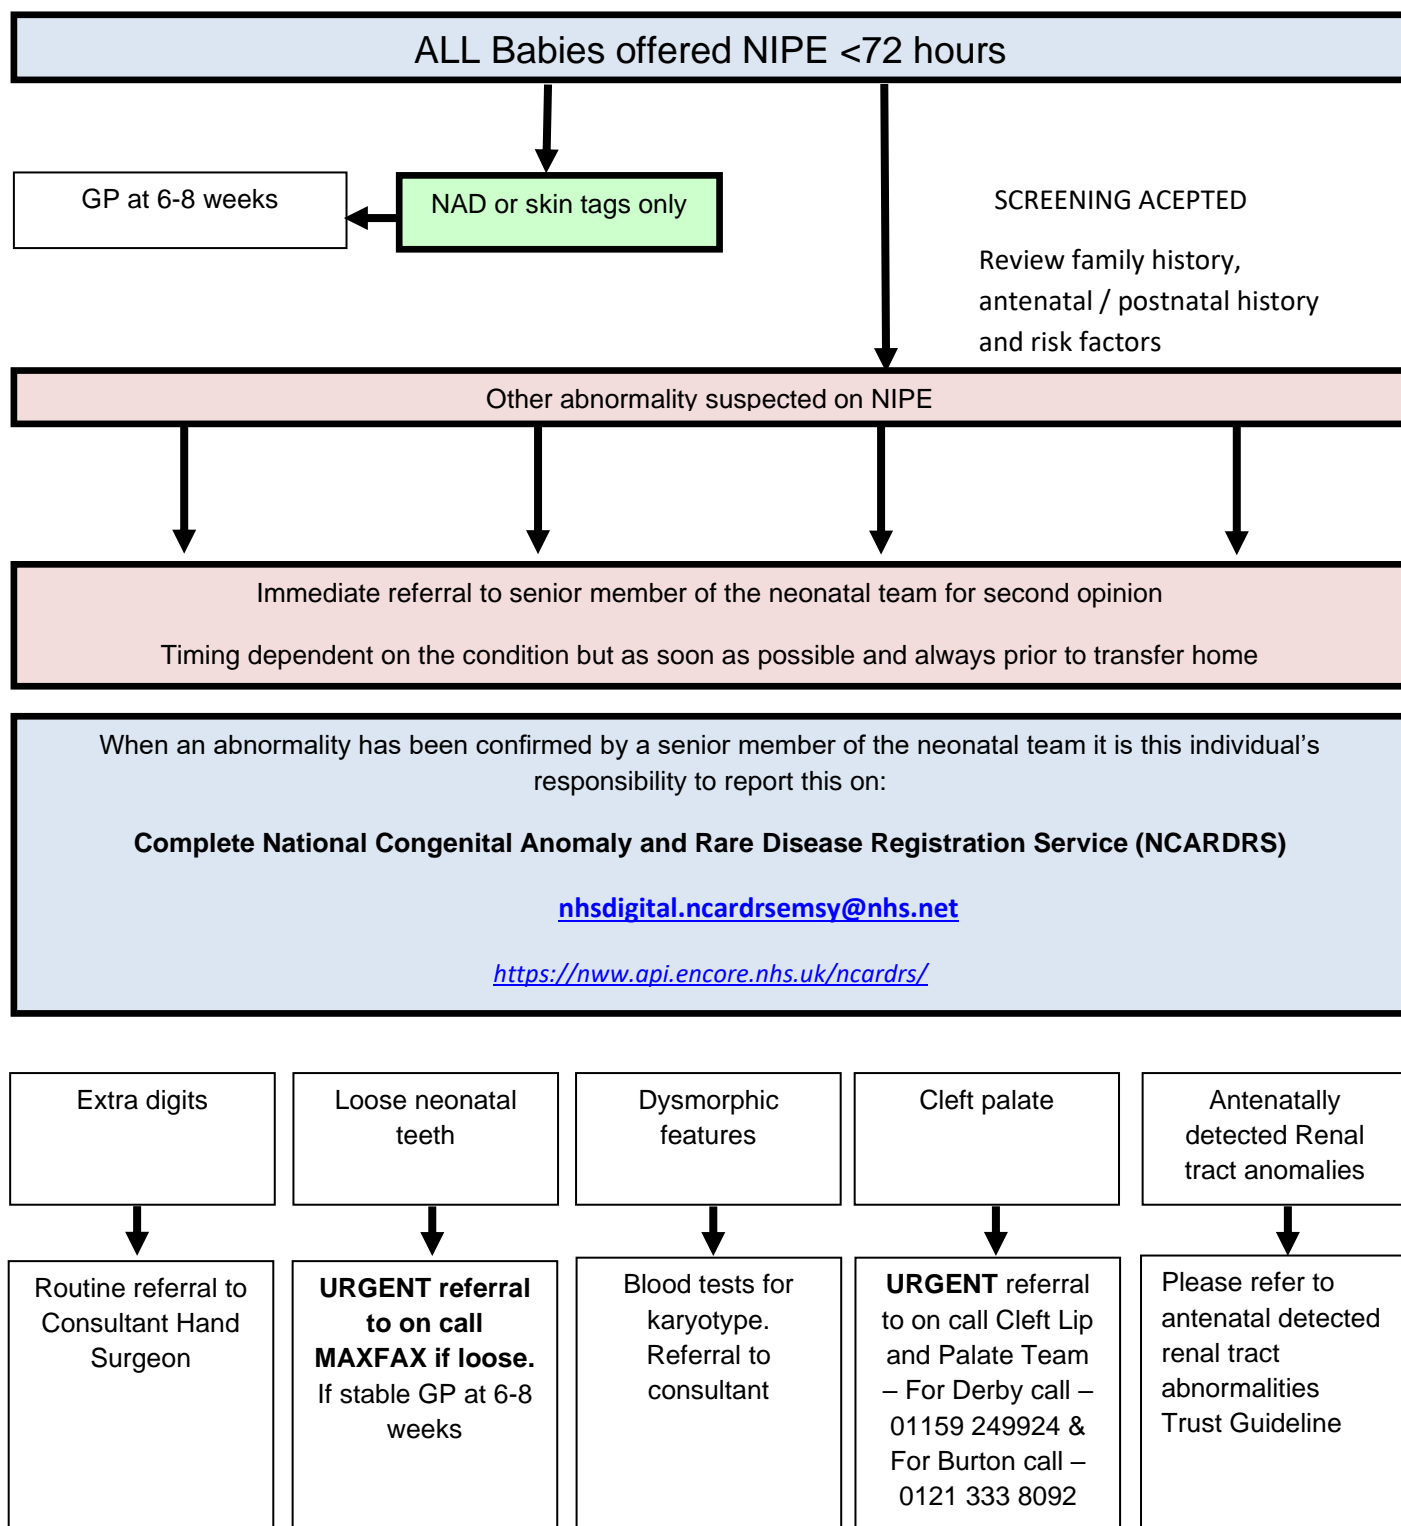 ALL Babies offered NIPE <72 hours
GP at 6-8 weeks
NAD or skin tags only
SCREENING ACEPTED
Review family history,
antenatal / postnatal history
and risk factors
Other abnormality suspected on NIPE
Immediate referral to senior member of the neonatal team for second opinion
Timing dependent on the condition but as soon as possible and always prior to transfer home
When an abnormality has been confirmed by a senior member of the neonatal team it is this individual’s
responsibility to report this on:
Complete National Congenital Anomaly and Rare Disease Registration Service (NCARDRS)
nhsdigital.ncardrsemsy@nhs.net
https://nww.api.encore.nhs.uk/ncardrs/
Extra digits
Loose neonatal
teeth
Dysmorphic
features
Cleft palate
Antenatally
detected Renal
tract anomalies
Routine referral to
Consultant Hand
Surgeon
URGENT referral
to on call
MAXFAX if loose.
If stable GP at 6-8
weeks
Blood tests for
karyotype.
Referral to
consultant
URGENT referral
to on call Cleft Lip
and Palate Team
– For Derby call –
01159 249924 &
For Burton call –
0121 333 8092
Please refer to
antenatal detected
renal tract
abnormalities
Trust Guideline